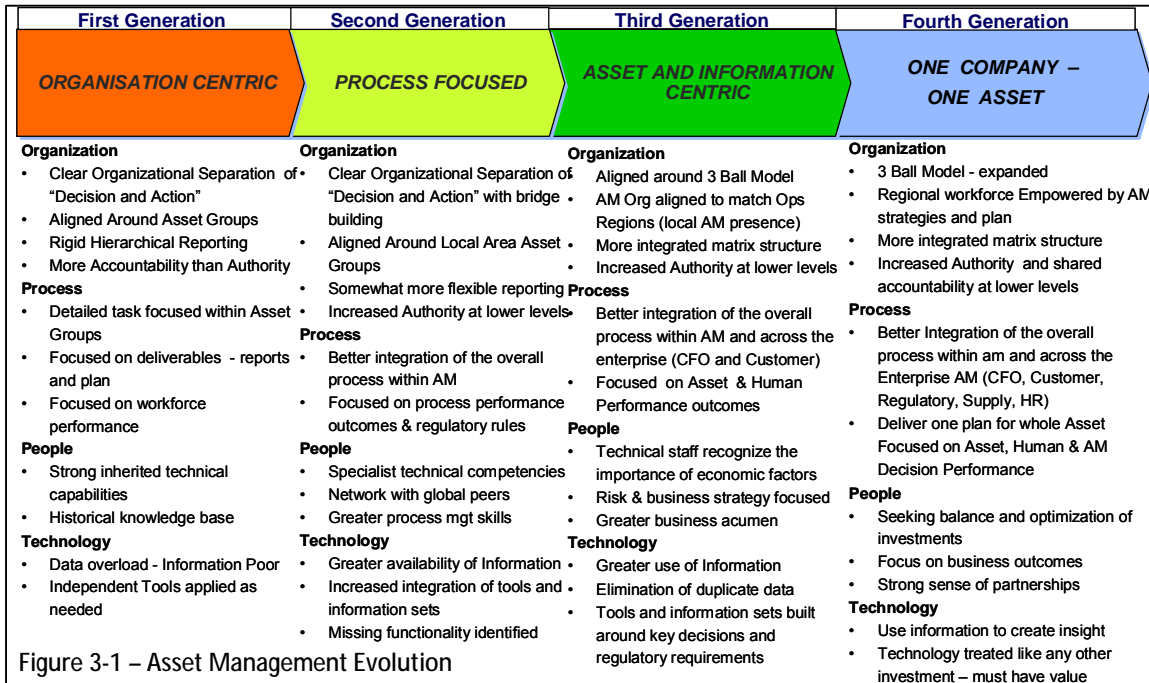 First Generation
Second Generation
Third Generation
Fourth Generation
ORGANISATION CENTRIC
PROCESS FOCUSED
ASSET AND INFORMATION
CENTRIC
ONE COMPANY –
ONE ASSET
Organization
• Clear Organizational Separation of
“Decision and Action”
• Aligned Around Asset Groups
• Rigid Hierarchical Reporting
• More Accountability than Authority
Process
• Detailed task focused within Asset
Groups
• Focused on deliverables - reports
and plan
• Focused on workforce
performance
People
• Strong inherited technical
capabilities
• Historical knowledge base
Technology
• Data overload - Information Poor
• Independent Tools applied as
needed
Organization
• Clear Organizational Separation of
“Decision and Action” with bridge
building
• Aligned Around Local Area Asset
Groups
• Somewhat more flexible reporting
• Increased Authority at lower levels
Process
• Better integration of the overall
process within AM
• Focused on process performance
outcomes & regulatory rules
People
• Specialist technical competencies
• Network with global peers
• Greater process mgt skills
Technology
• Greater availability of Information
• Increased integration of tools and
information sets
• Missing functionality identified
Organization
• Aligned around 3 Ball Model
• AM Org aligned to match Ops
Regions (local AM presence)
• More integrated matrix structure
• Increased Authority at lower levels
Process
• Better integration of the overall
process within AM and across the
enterprise (CFO and Customer)
• Focused on Asset & Human
Performance outcomes
People
• Technical staff recognize the
importance of economic factors
• Risk & business strategy focused
• Greater business acumen
Technology
• Greater use of Information
• Elimination of duplicate data
• Tools and information sets built
around key decisions and
regulatory requirements
Organization
• 3 Ball Model - expanded
• Regional workforce Empowered by AM
strategies and plan
• More integrated matrix structure
• Increased Authority and shared
accountability at lower levels
Process
• Better Integration of the overall
process within am and across the
Enterprise AM (CFO, Customer,
Regulatory, Supply, HR)
• Deliver one plan for whole Asset
Focused on Asset, Human & AM
Decision Performance
People
• Seeking balance and optimization of
investments
• Focus on business outcomes
• Strong sense of partnerships
Technology
• Use information to create insight
• Technology treated like any other
investment – must have value
Figure 3-1 – Asset Management Evolution